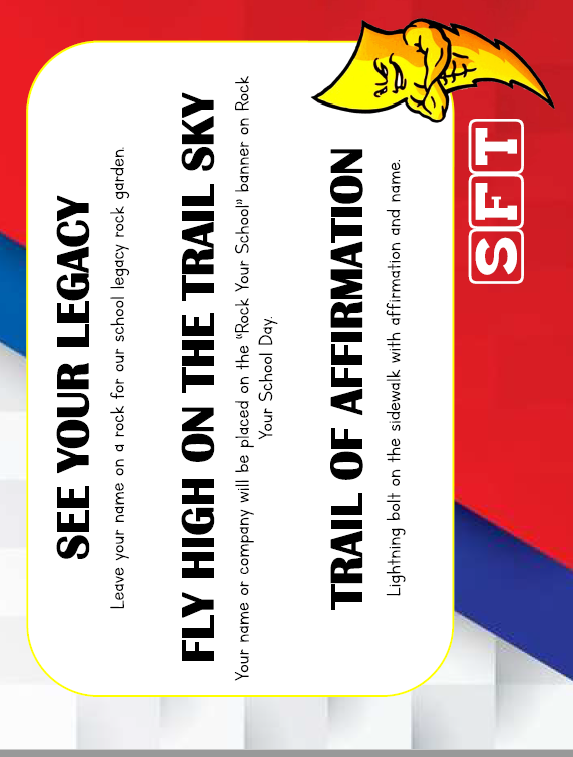 SEE YOUR LEGACY
Leave your name on a rock for our school legacy rock garden.
FLY HIGH ON THE TRAIL SKY
Your name or company will be placed on the "Rock Your School" banner on Rock
Your School Day.
TRAIL OF AFFIRMATION
Lightning bolt on the sidewalk with affirmation and name.
SFT